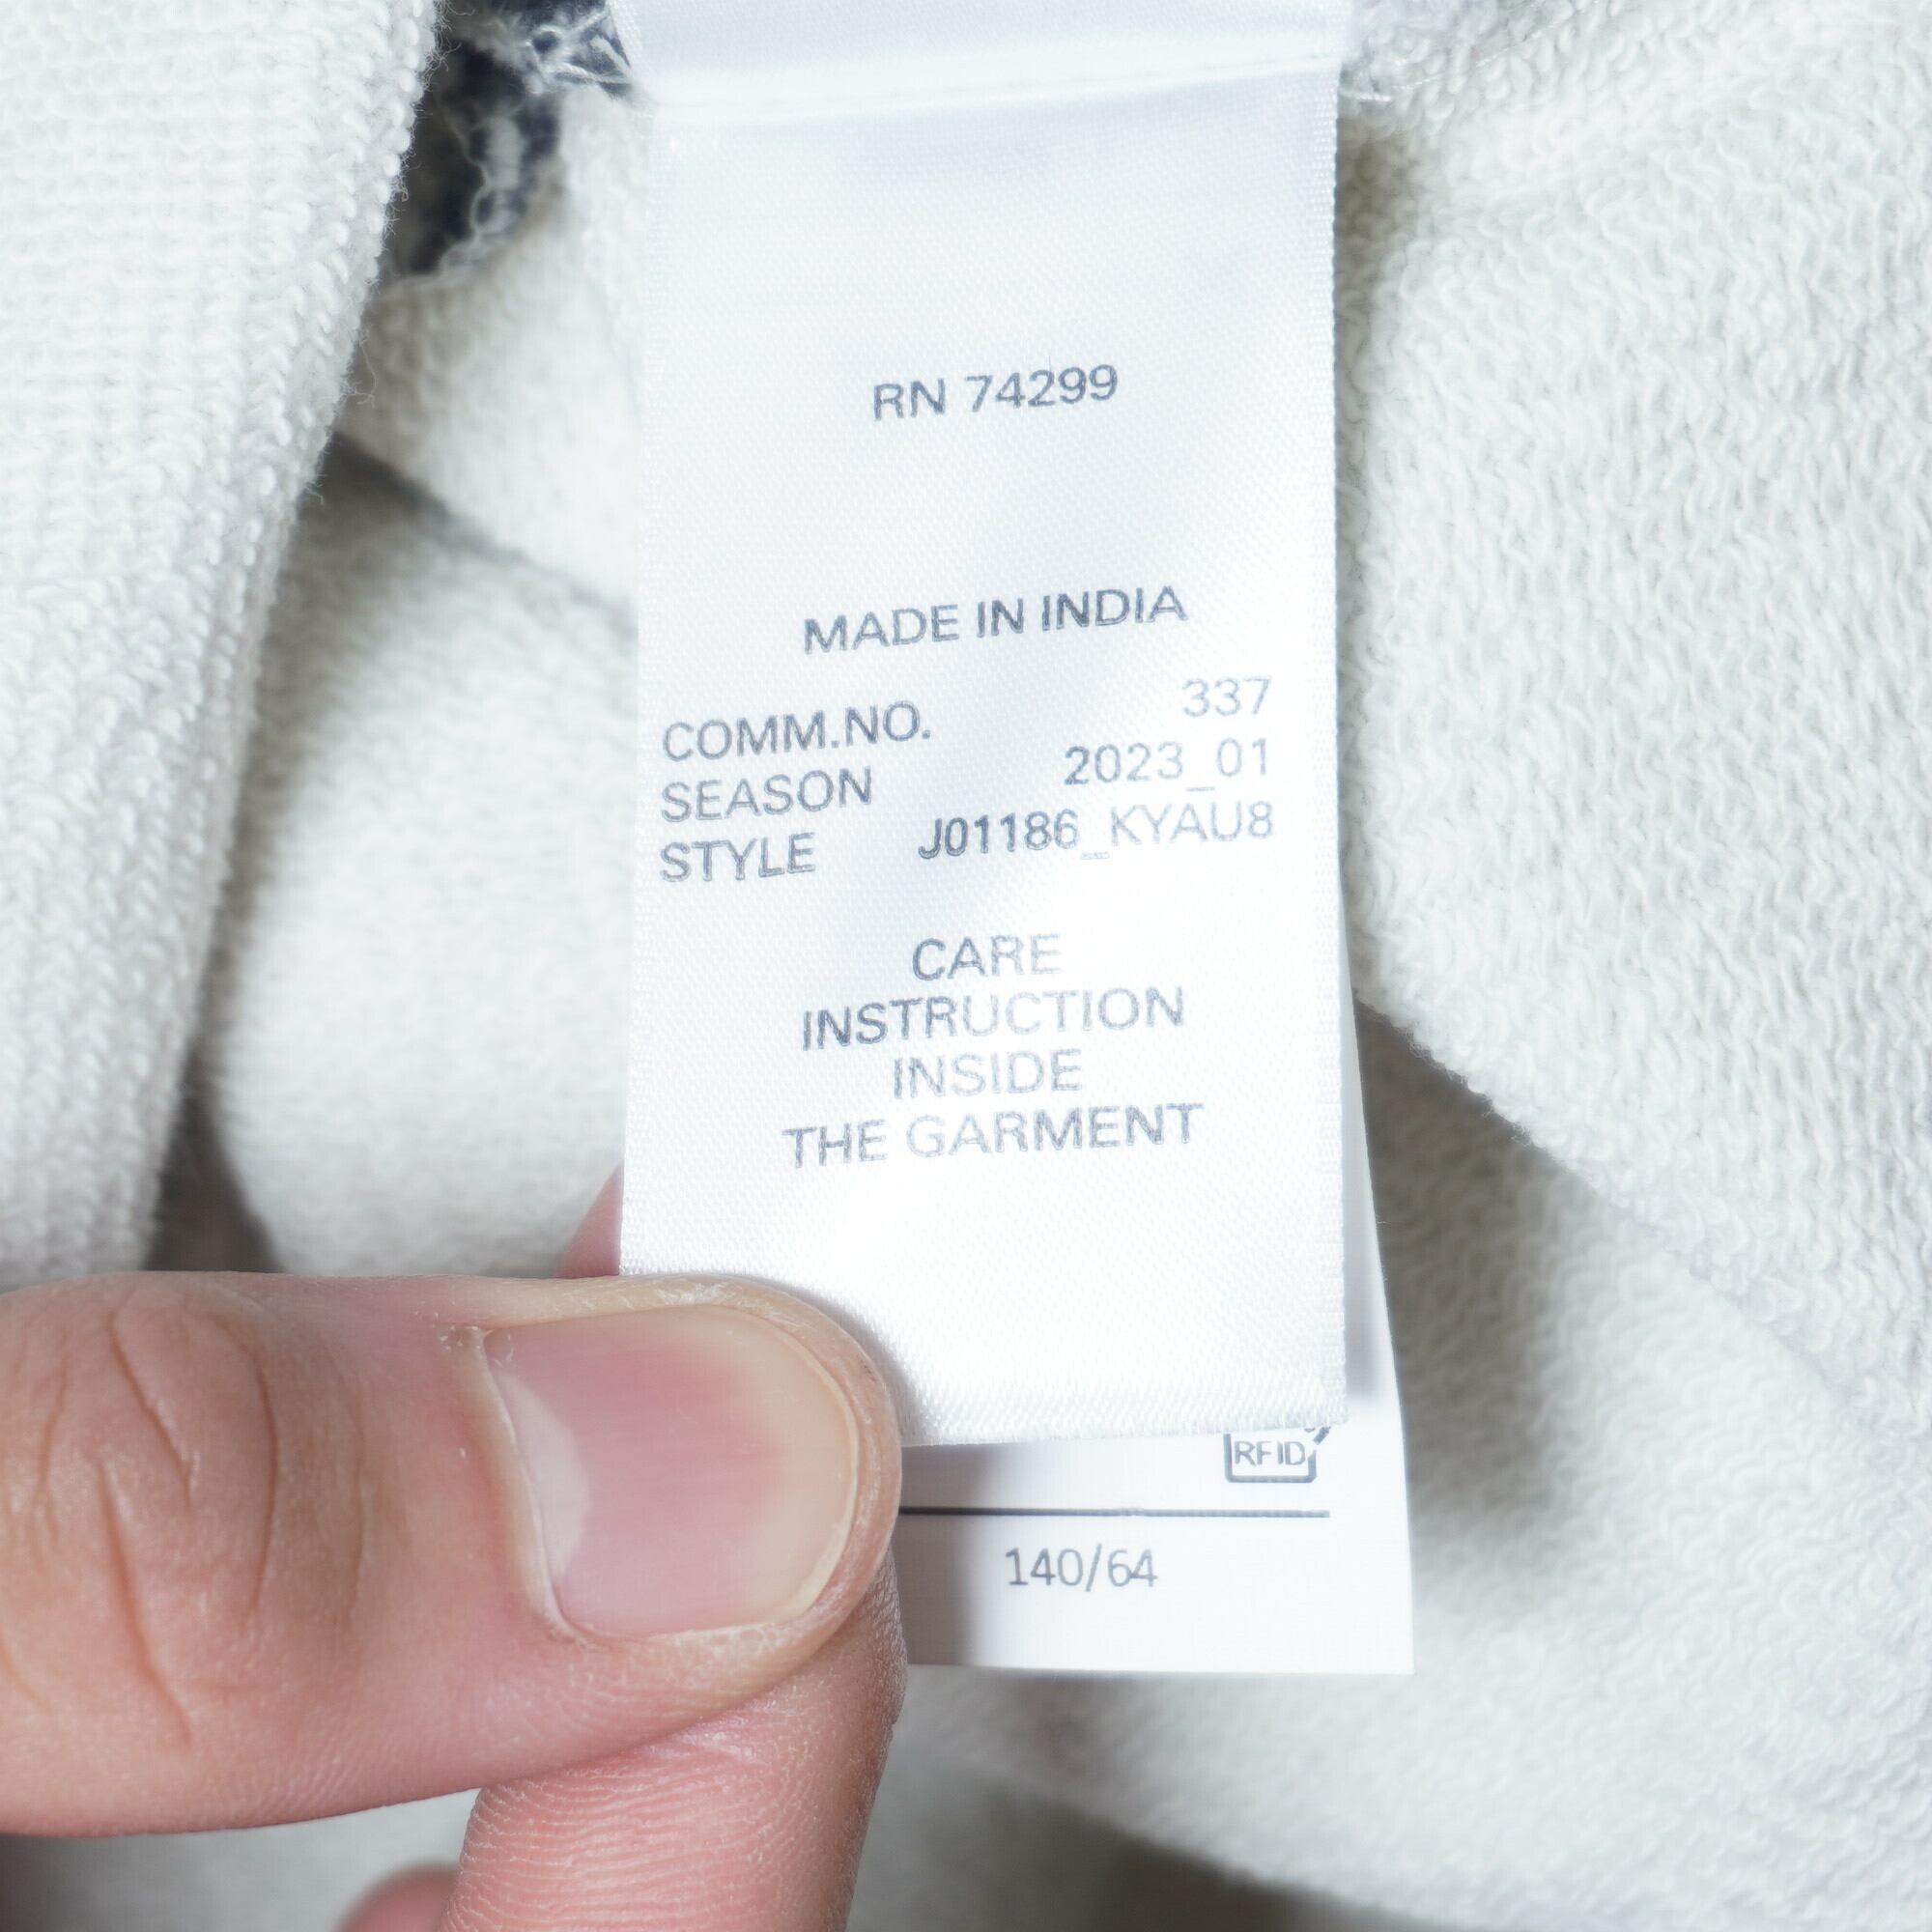 RN 74299
MADE IN INDIA
COMM.NO. 337
SEASON 2023_01
STYLE J01186_KYAU8
CARE
INSTRUCTION
INSIDE
THE GARMENT
RFID
140/64